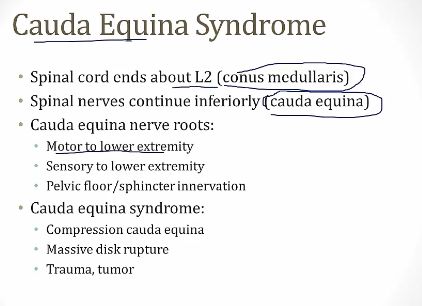 Cauda Equina Syndrome
• Spinal cord ends about L2 (conus medullaris)
• Spinal nerves continue inferiorly (cauda equina)
• Cauda equina nerve roots:
• Motor to lower extremity
• Sensory to lower extremity
• Pelvic floor/sphincter innervation
• Cauda equina syndrome:
• Compression cauda equina
• Massive disk rupture
• Trauma, tumor